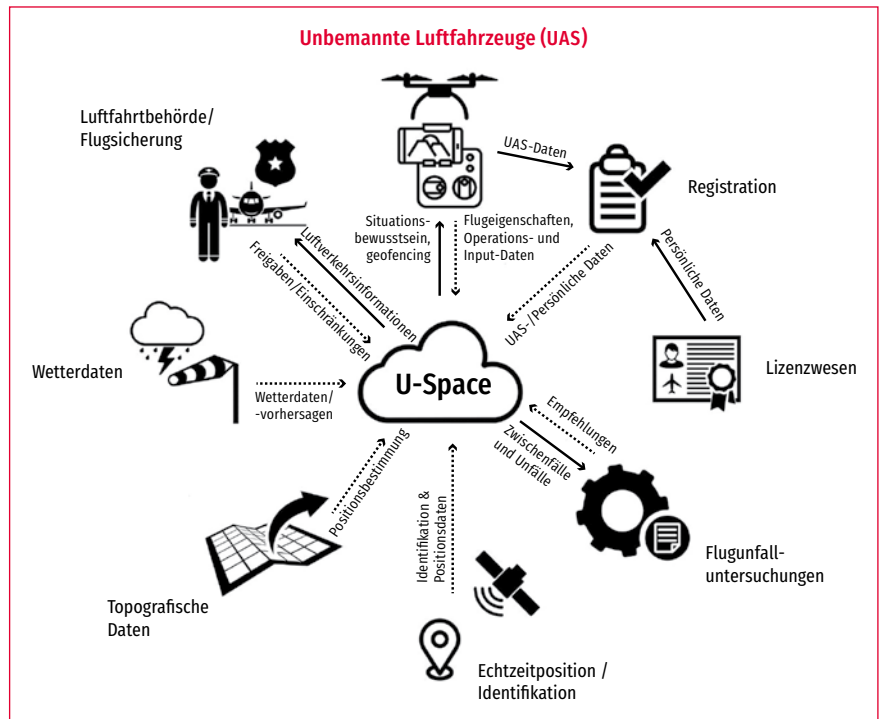 Unbemannte Luftfahrzeuge (UAS)
Luftfahrtbehörde/
Flugsicherung
UAS-Daten
Registration
Situations-
bewusstsein,
geofencing
Flugeigenschaften,
Operations- und
Input-Daten
Luftverkehrsinformationen
Freigaben/Einschränkungen
UAS-/Persönliche Daten
Persönliche Daten
Wetterdaten
Wetterdaten/
-vorhersagen
U-Space
Lizenzwesen
Empfehlungen
Zwischenfälle
und Unfälle
Positionsbestimmung
Identifikation &
Positionsdaten
Flugunfall-
untersuchungen
Topografische
Daten
Echtzeitposition /
Identifikation